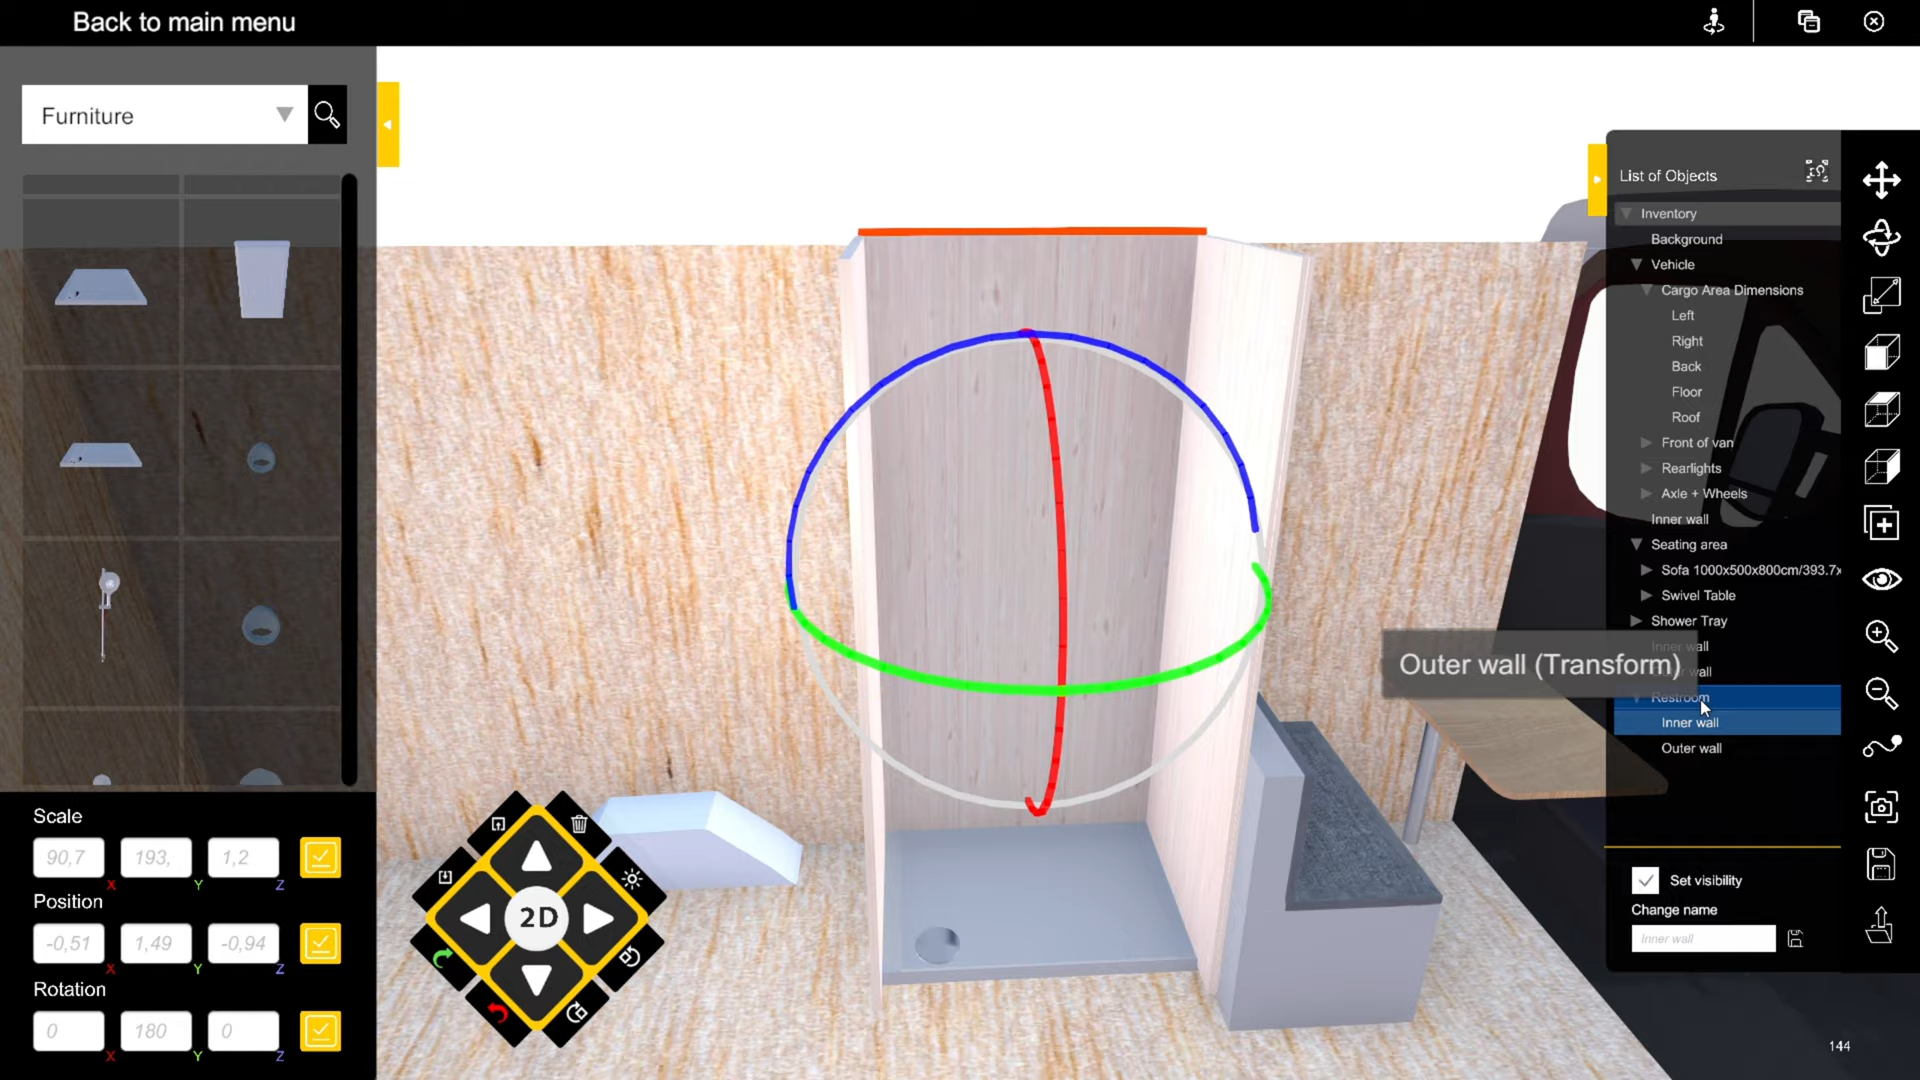 Back to main menu
Furniture
Scale
90,7
193,
1,2
X
Y
Z
Position
-0,51
1,49
-0,94
X
Y
Z
Rotation
0
180
0
X
Y
Z
2D
List of Objects
Inventory
Background
Vehicle
Cargo Area Dimensions
Left
Right
Back
Floor
Roof
Front of van
Rearlights
Axle + Wheels
Inner wall
Seating area
Sofa 1000x500x800cm/393.7x
Swivel Table
Shower Tray
Inner wall
wall
Outer wall (Transform)
Restroom
Inner wall
Outer wall
Set visibility
Change name
Inner wall
144